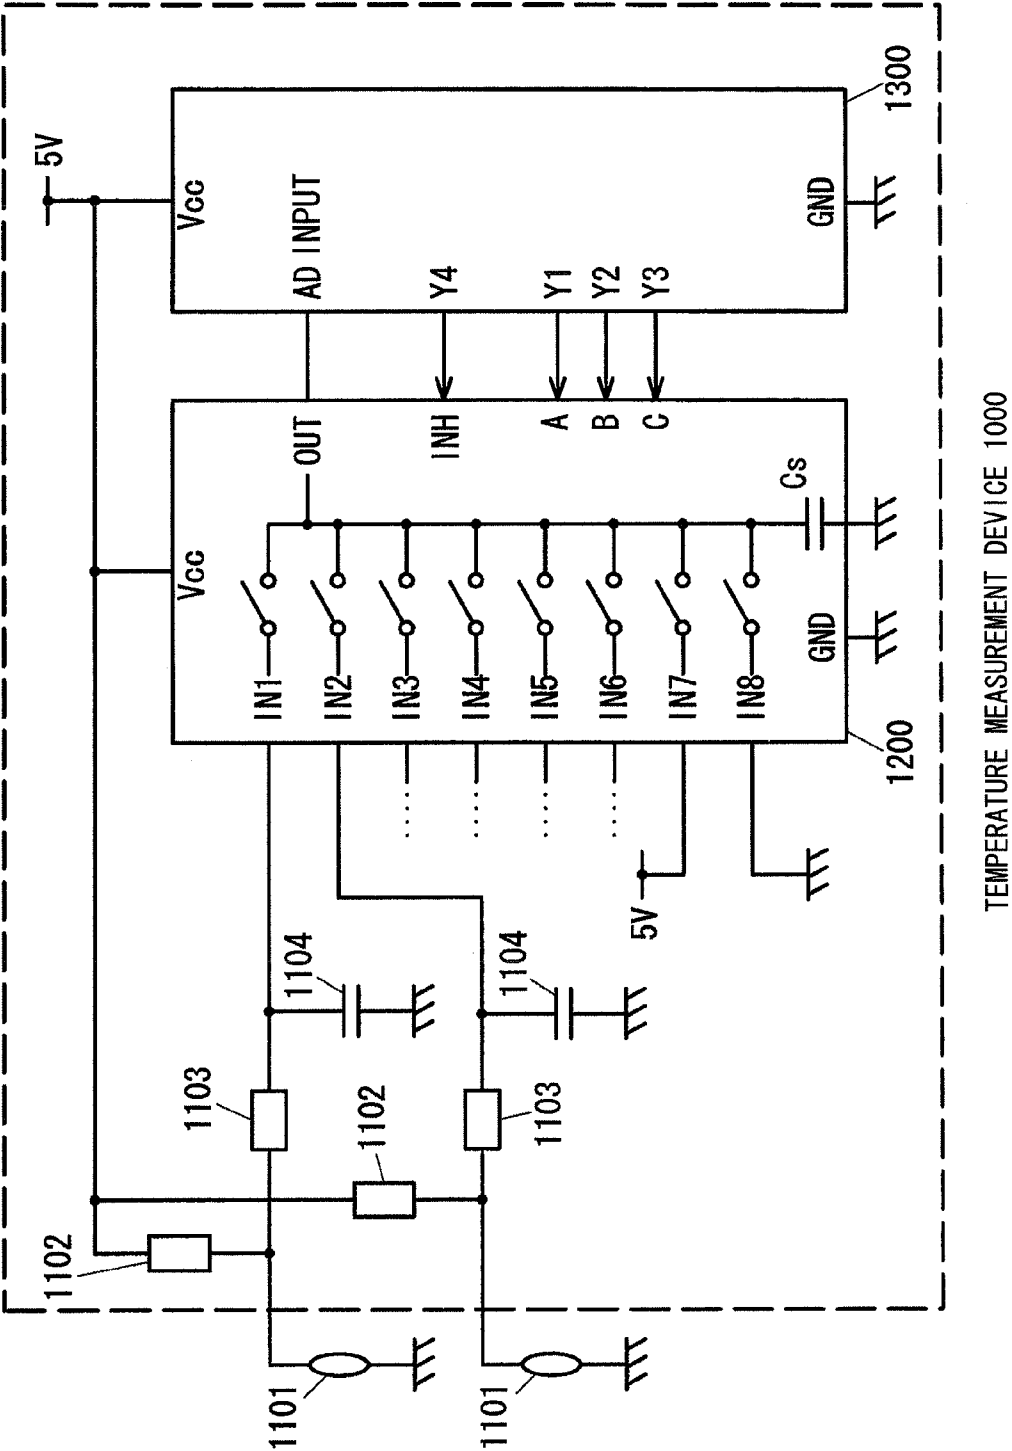 5V
Vcc
AD INPUT
Y4
Y1
Y2
Y3
GND
1300
Vcc
OUT
INH
A
B
C
Cs
IN1
IN2
IN3
IN4
IN5
IN6
IN7
IN8
GND
1200
5V
1104
1104
1103
1103
1102
1102
1101
1101
TEMPERATURE MEASUREMENT DEVICE 1000